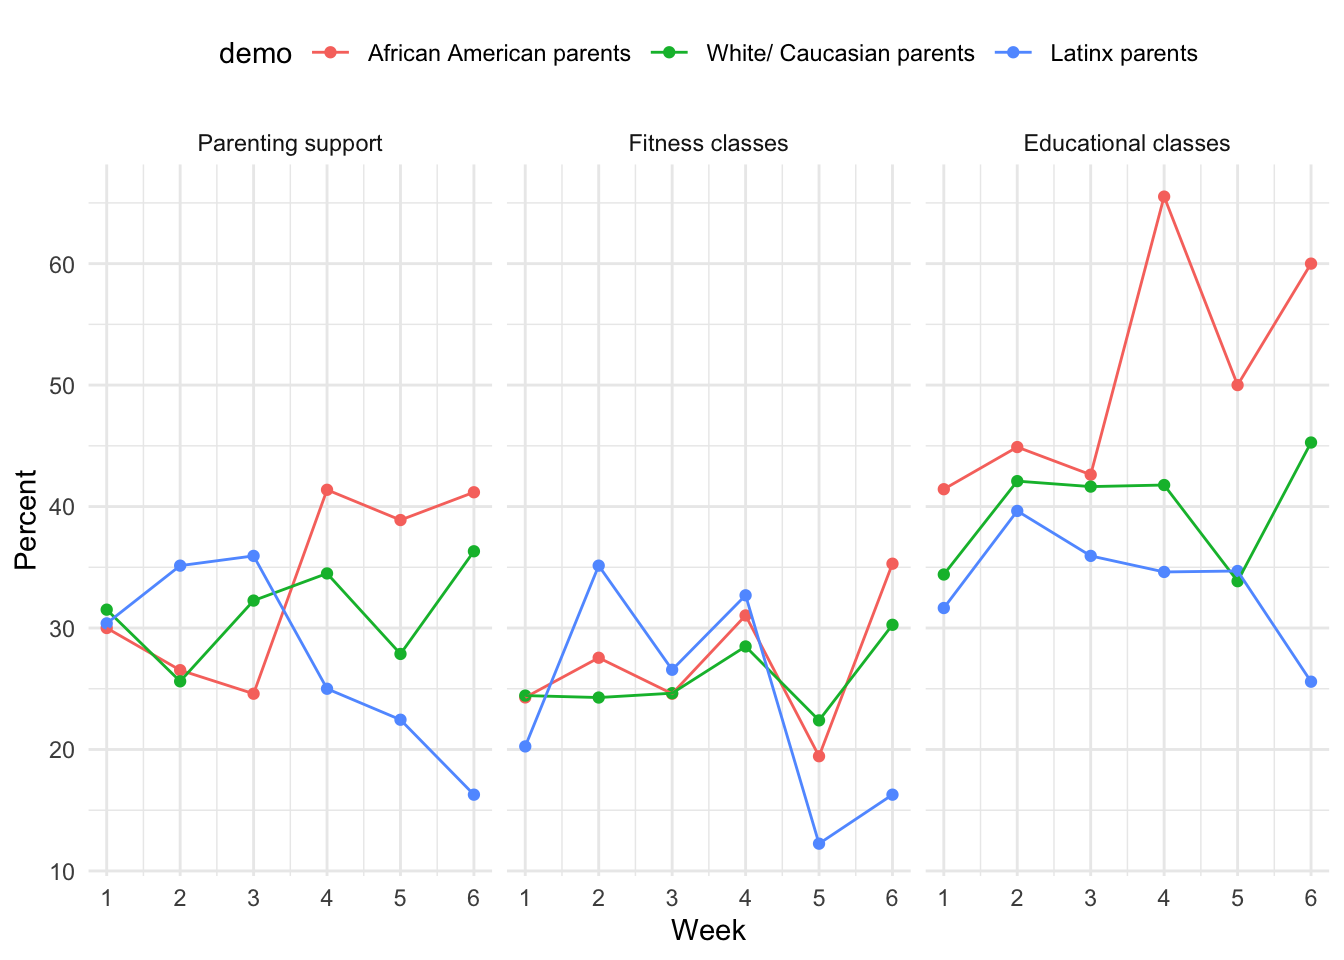 demo African American parents White/ Caucasian parents Latinx parents
Parenting support Fitness classes Educational classes
60
50
40
30
20
10
Percent
1 2 3 4 5 6 1 2 3 4 5 6 1 2 3 4 5 6
Week